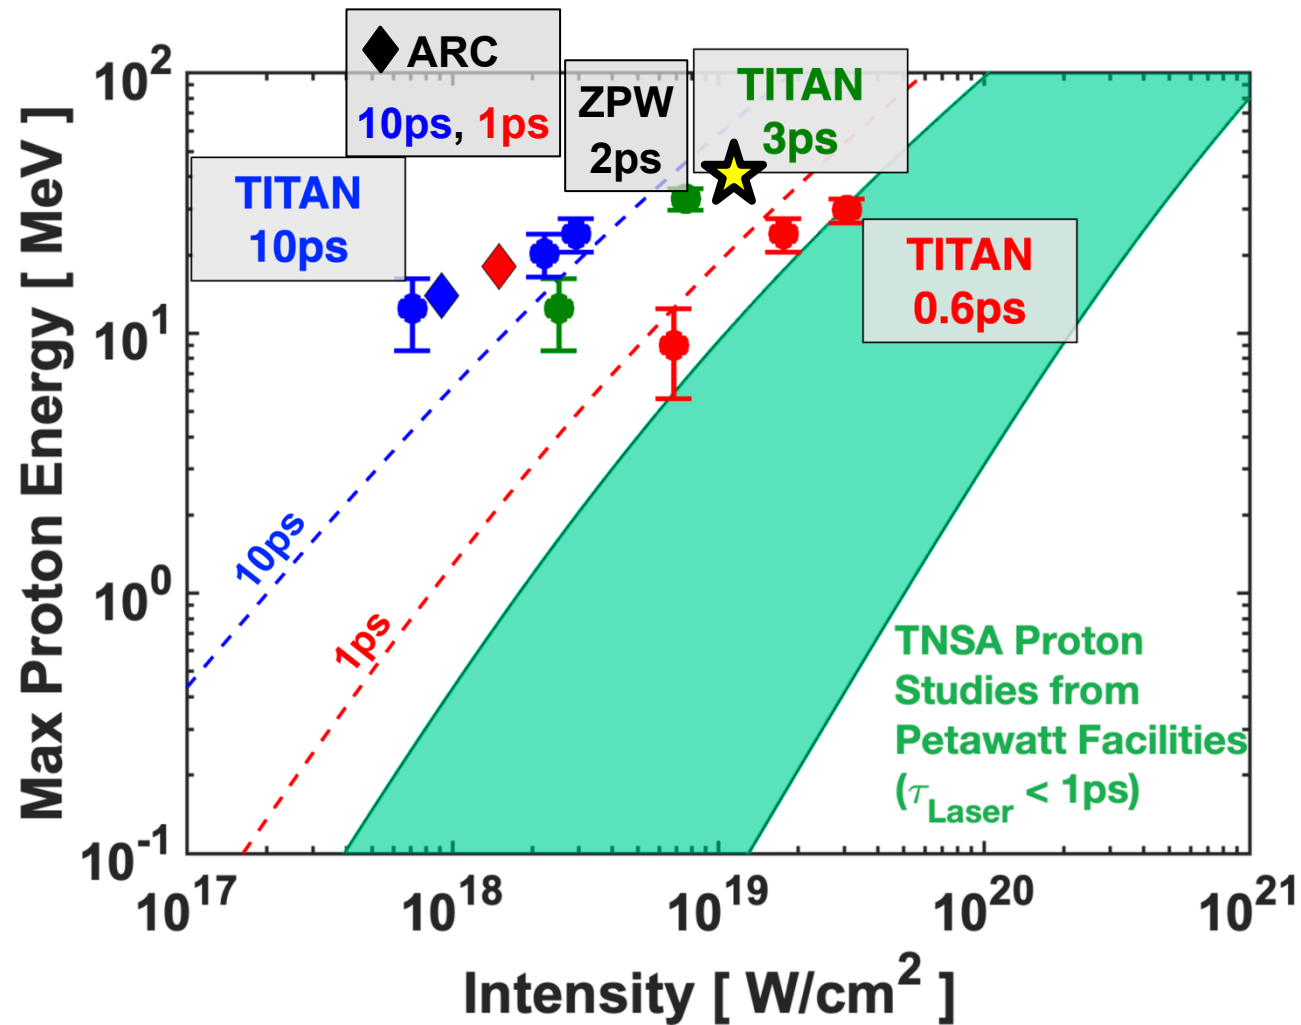 ARC
10ps, 1ps
ZPW
2ps
TITAN
3ps
TITAN
10ps
TITAN
0.6ps
10ps
1ps
TNSA Proton
Studies from
Petawatt Facilities
(τ_Laser < 1ps)
Max Proton Energy [ MeV ]
10²
10¹
10⁰
10⁻¹
10¹⁷ 10¹⁸ 10¹⁹ 10²⁰ 10²¹
Intensity [ W/cm² ]